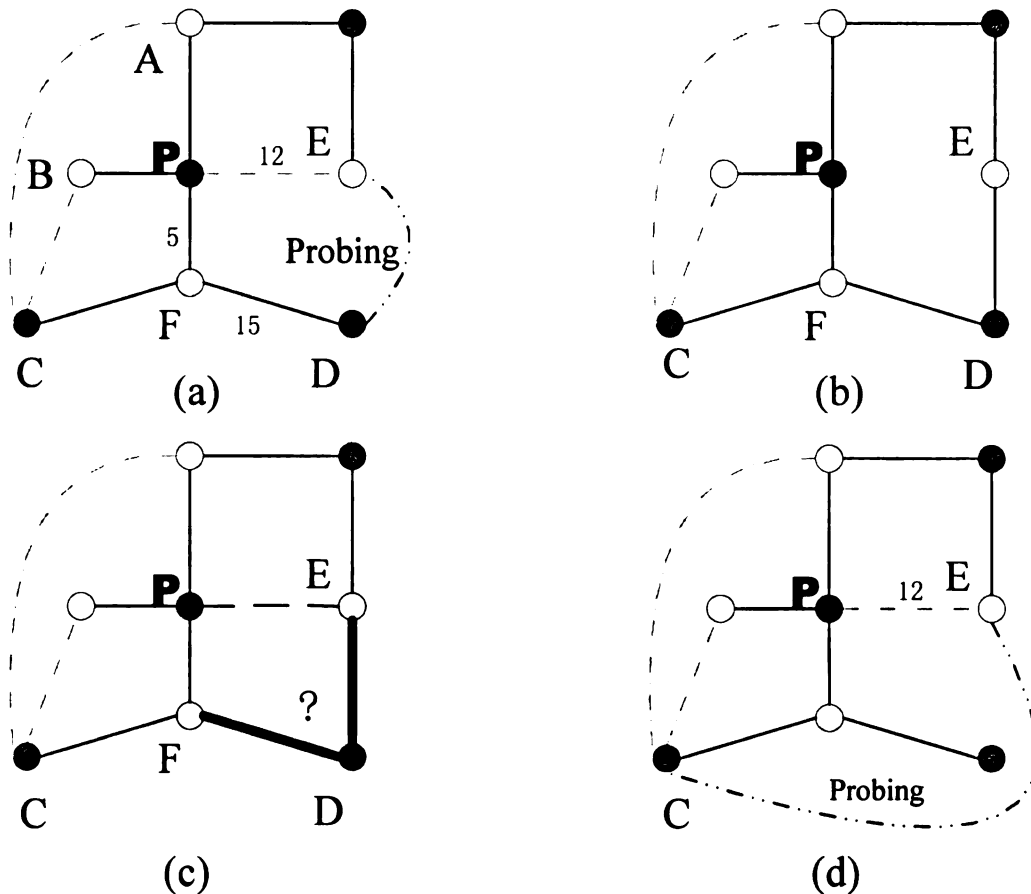 A
B P 12 E
5 Probing
F 15
C D
(a)
P E
F
C D
(b)
P E
?
F
C D
(c)
P 12 E
C Probing
(d)